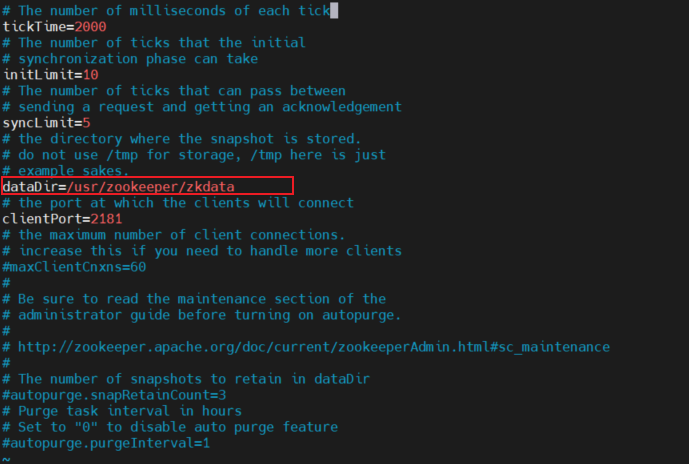 # The number of milliseconds of each tick
tickTime=2000
# The number of ticks that the initial
# synchronization phase can take
initLimit=10
# The number of ticks that can pass between
# sending a request and getting an acknowledgement
syncLimit=5
# the directory where the snapshot is stored.
# do not use /tmp for storage, /tmp here is just
# example sakes.
dataDir=/usr/zookeeper/zkdata
# the port at which the clients will connect
clientPort=2181
# the maximum number of client connections.
# increase this if you need to handle more clients
#maxClientCnxns=60
#
# Be sure to read the maintenance section of the
# administrator guide before turning on autopurge.
#
# http://zookeeper.apache.org/doc/current/zookeeperAdmin.html#sc_maintenance
#
# The number of snapshots to retain in dataDir
#autopurge.snapRetainCount=3
# Purge task interval in hours
# Set to "0" to disable auto purge feature
#autopurge.purgeInterval=1
~